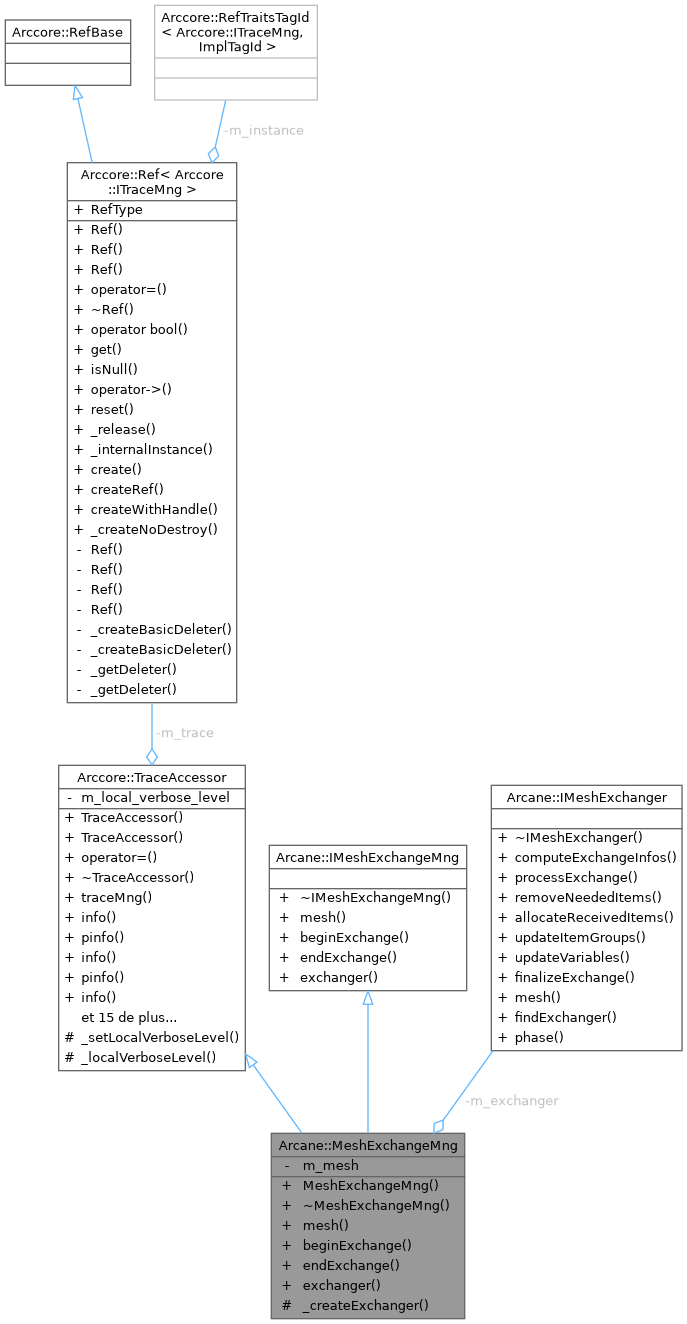 Arccore::RefBase
Arccore::RefTraitsTagId
< Arccore::ITraceMng,
ImplTagId >
-m_instance
Arccore::Ref< Arccore
::ITraceMng >
+ RefType
+ Ref()
+ Ref()
+ Ref()
+ operator=()
+ ~Ref()
+ operator bool()
+ get()
+ isNull()
+ operator->()
+ reset()
+ _release()
+ _internalInstance()
+ create()
+ createRef()
+ createWithHandle()
+ _createNoDestroy()
- Ref()
- Ref()
- Ref()
- Ref()
- _createBasicDeleter()
- _createBasicDeleter()
- _getDeleter()
- _getDeleter()
-m_trace
Arccore::TraceAccessor
- m_local_verbose_level
+ TraceAccessor()
+ TraceAccessor()
+ operator=()
+ ~TraceAccessor()
+ traceMng()
+ info()
+ pinfo()
+ info()
+ pinfo()
+ info()
et 15 de plus...
# _setLocalVerboseLevel()
# _localVerboseLevel()
Arcane::IMeshExchangeMng
+ ~IMeshExchangeMng()
+ mesh()
+ beginExchange()
+ endExchange()
+ exchanger()
Arcane::IMeshExchanger
+ ~IMeshExchanger()
+ computeExchangeInfos()
+ processExchange()
+ removeNeededItems()
+ allocateReceivedItems()
+ updateItemGroups()
+ updateVariables()
+ finalizeExchange()
+ mesh()
+ findExchanger()
+ phase()
-m_exchanger
Arcane::MeshExchangeMng
- m_mesh
+ MeshExchangeMng()
+ ~MeshExchangeMng()
+ mesh()
+ beginExchange()
+ endExchange()
+ exchanger()
# _createExchanger()